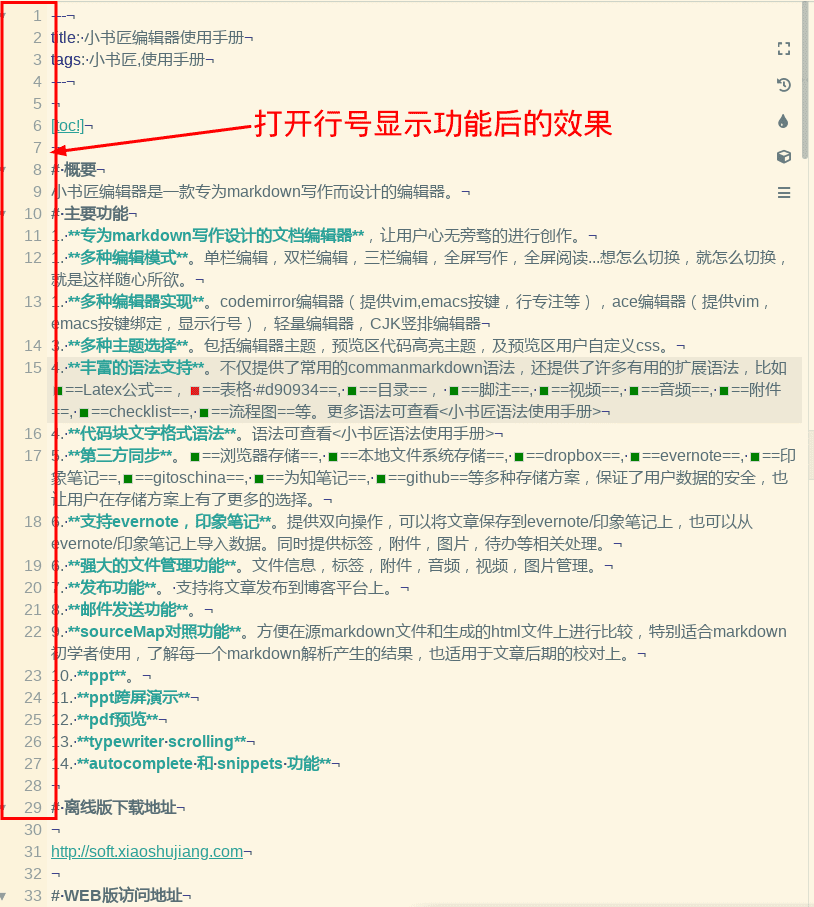 1 ---¬
2 title:·小书匠编辑器使用手册¬
3 tags:·小书匠,使用手册¬
4 ---¬
5 ¬
6 [toc!]¬
打开行号显示功能后的效果
7 ¬
8 #·概要¬
9 小书匠编辑器是一款专为markdown写作而设计的编辑器。¬
10 #·主要功能¬
11 1.·**专为markdown写作设计的文档编辑器**，让用户心无旁骛的进行创作。¬
12 1.·**多种编辑模式**。单栏编辑，双栏编辑，三栏编辑，全屏写作，全屏阅读...想怎么切换，就怎么切换，
就是这样随心所欲。¬
13 1.·**多种编辑器实现**。codemirror编辑器（提供vim,emacs按键，行专注等），ace编辑器（提供vim，
emacs按键绑定，显示行号），轻量编辑器，CJK竖排编辑器¬
14 3.·**多种主题选择**。包括编辑器主题，预览区代码高亮主题，及预览区用户自定义css。¬
15 4.·**丰富的语法支持**。不仅提供了常用的commanmarkdown语法，还提供了许多有用的扩展语法，比如
■==Latex公式==，■==表格·#d90934==,·■==目录==，·■==脚注==,·■==视频==,·■==音频==,·■==附件
==,·■==checklist==,·■==流程图==等。更多语法可查看<小书匠语法使用手册>¬
16 4.·**代码块文字格式语法**。语法可查看<小书匠语法使用手册>¬
17 5.·**第三方同步**。■==浏览器存储==,·■==本地文件系统存储==,·■==dropbox==,·■==evernote==,·■==印
象笔记==,■==gitoschina==,·■==为知笔记==,·■==github==等多种存储方案，保证了用户数据的安全，也
让用户在存储方案上有了更多的选择。¬
18 6.·**支持evernote，印象笔记**。提供双向操作，可以将文章保存到evernote/印象笔记上，也可以从
evernote/印象笔记上导入数据。同时提供标签，附件，图片，待办等相关处理。¬
19 6.·**强大的文件管理功能**。文件信息，标签，附件，音频，视频，图片管理。¬
20 7.·**发布功能**。·支持将文章发布到博客平台上。¬
21 8.·**邮件发送功能**。¬
22 9.·**sourceMap对照功能**。方便在源markdown文件和生成的html文件上进行比较，特别适合markdown
初学者使用，了解每一个markdown解析产生的结果，也适用于文章后期的校对上。¬
23 10.·**ppt**。¬
24 11.·**ppt跨屏演示**¬
25 12.·**pdf预览**¬
26 13.·**typewriter·scrolling**¬
27 14.·**autocomplete·和·snippets·功能**¬
28 ¬
29 #·离线版下载地址¬
30 ¬
31 http://soft.xiaoshujiang.com¬
32 ¬
33 #·WEB版访问地址¬